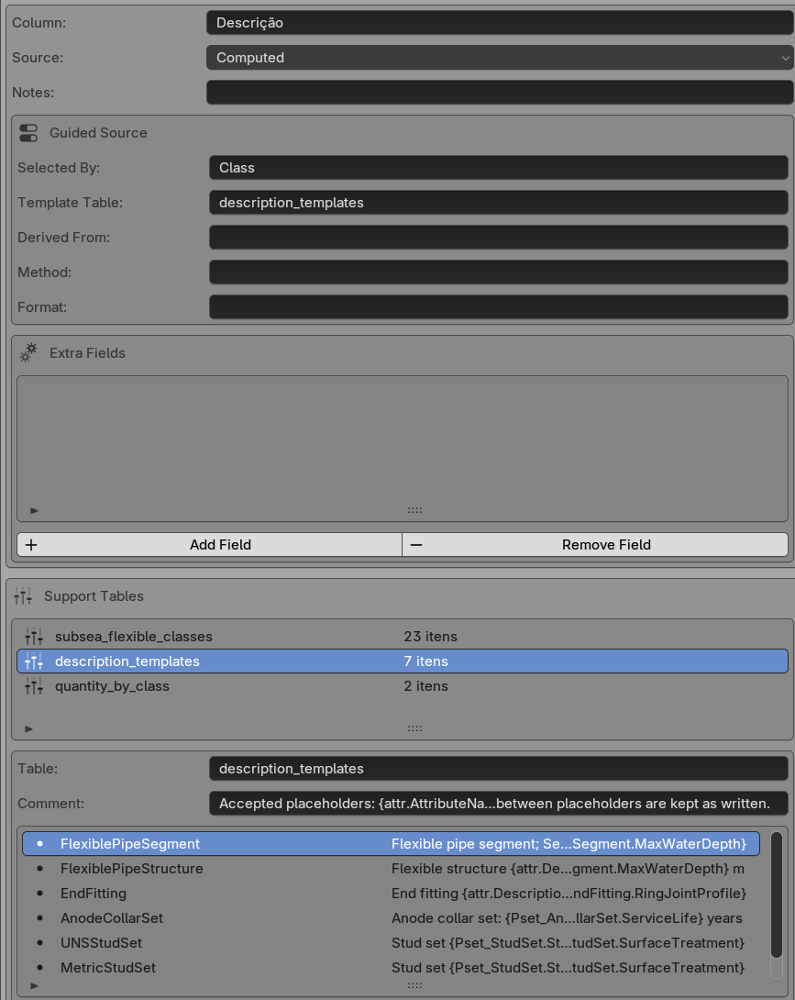 Column: Descrição
Source: Computed
Notes:
Guided Source
Selected By: Class
Template Table: description_templates
Derived From:
Method:
Format:
Extra Fields
Add Field Remove Field
Support Tables
subsea_flexible_classes 23 itens
description_templates 7 itens
quantity_by_class 2 itens
Table: description_templates
Comment: Accepted placeholders: {attr.AttributeNa...between placeholders are kept as written.
FlexiblePipeSegment Flexible pipe segment; Se...Segment.MaxWaterDepth}
FlexiblePipeStructure Flexible structure {attr.De...gment.MaxWaterDepth} m
EndFitting End fitting {attr.Descriptio...ndFitting.RingJointProfile}
AnodeCollarSet Anode collar set: {Pset_An...llarSet.ServiceLife} years
UNSStudSet Stud set {Pset_StudSet.St...tudSet.SurfaceTreatment}
MetricStudSet Stud set {Pset_StudSet.St...tudSet.SurfaceTreatment}